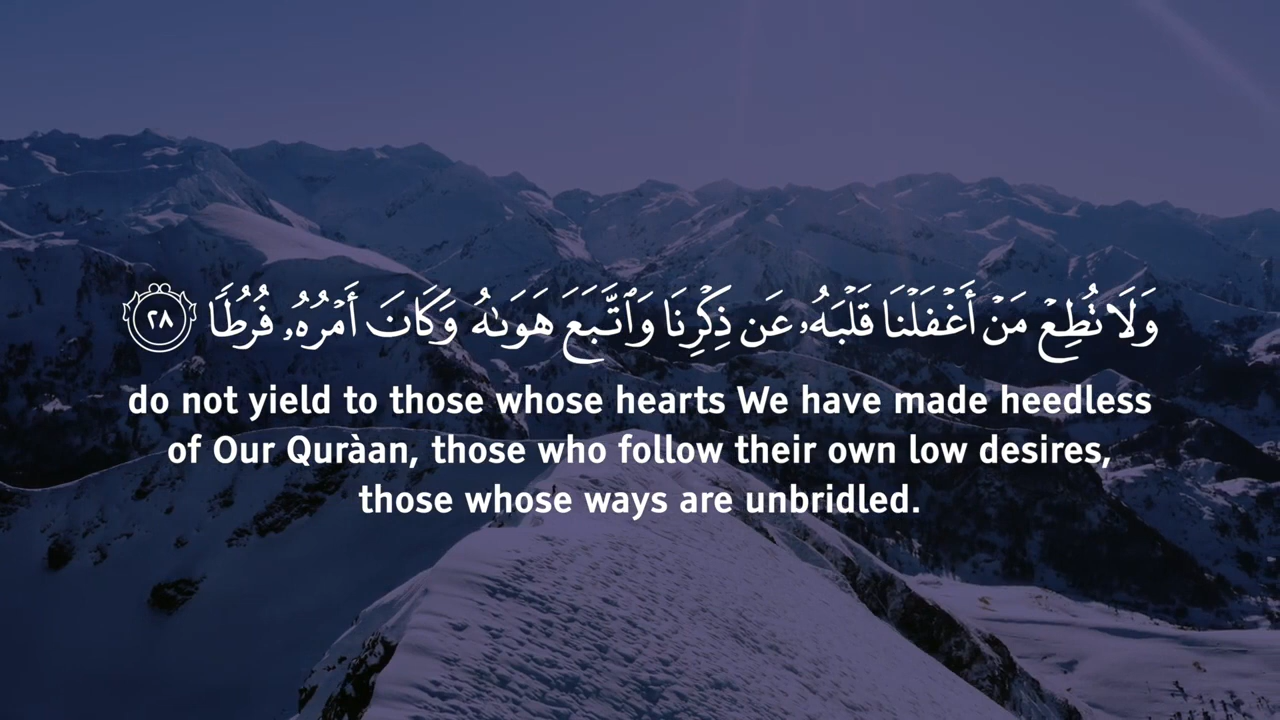 وَلَا تُطِعْ مَنْ أَغْفَلْنَا قَلْبَهُۥ عَن ذِكْرِنَا وَٱتَّبَعَ هَوَىٰهُ وَكَانَ أَمْرُهُۥ فُرُطًا ٢٨
do not yield to those whose hearts We have made heedless
of Our Quràan, those who follow their own low desires,
those whose ways are unbridled.